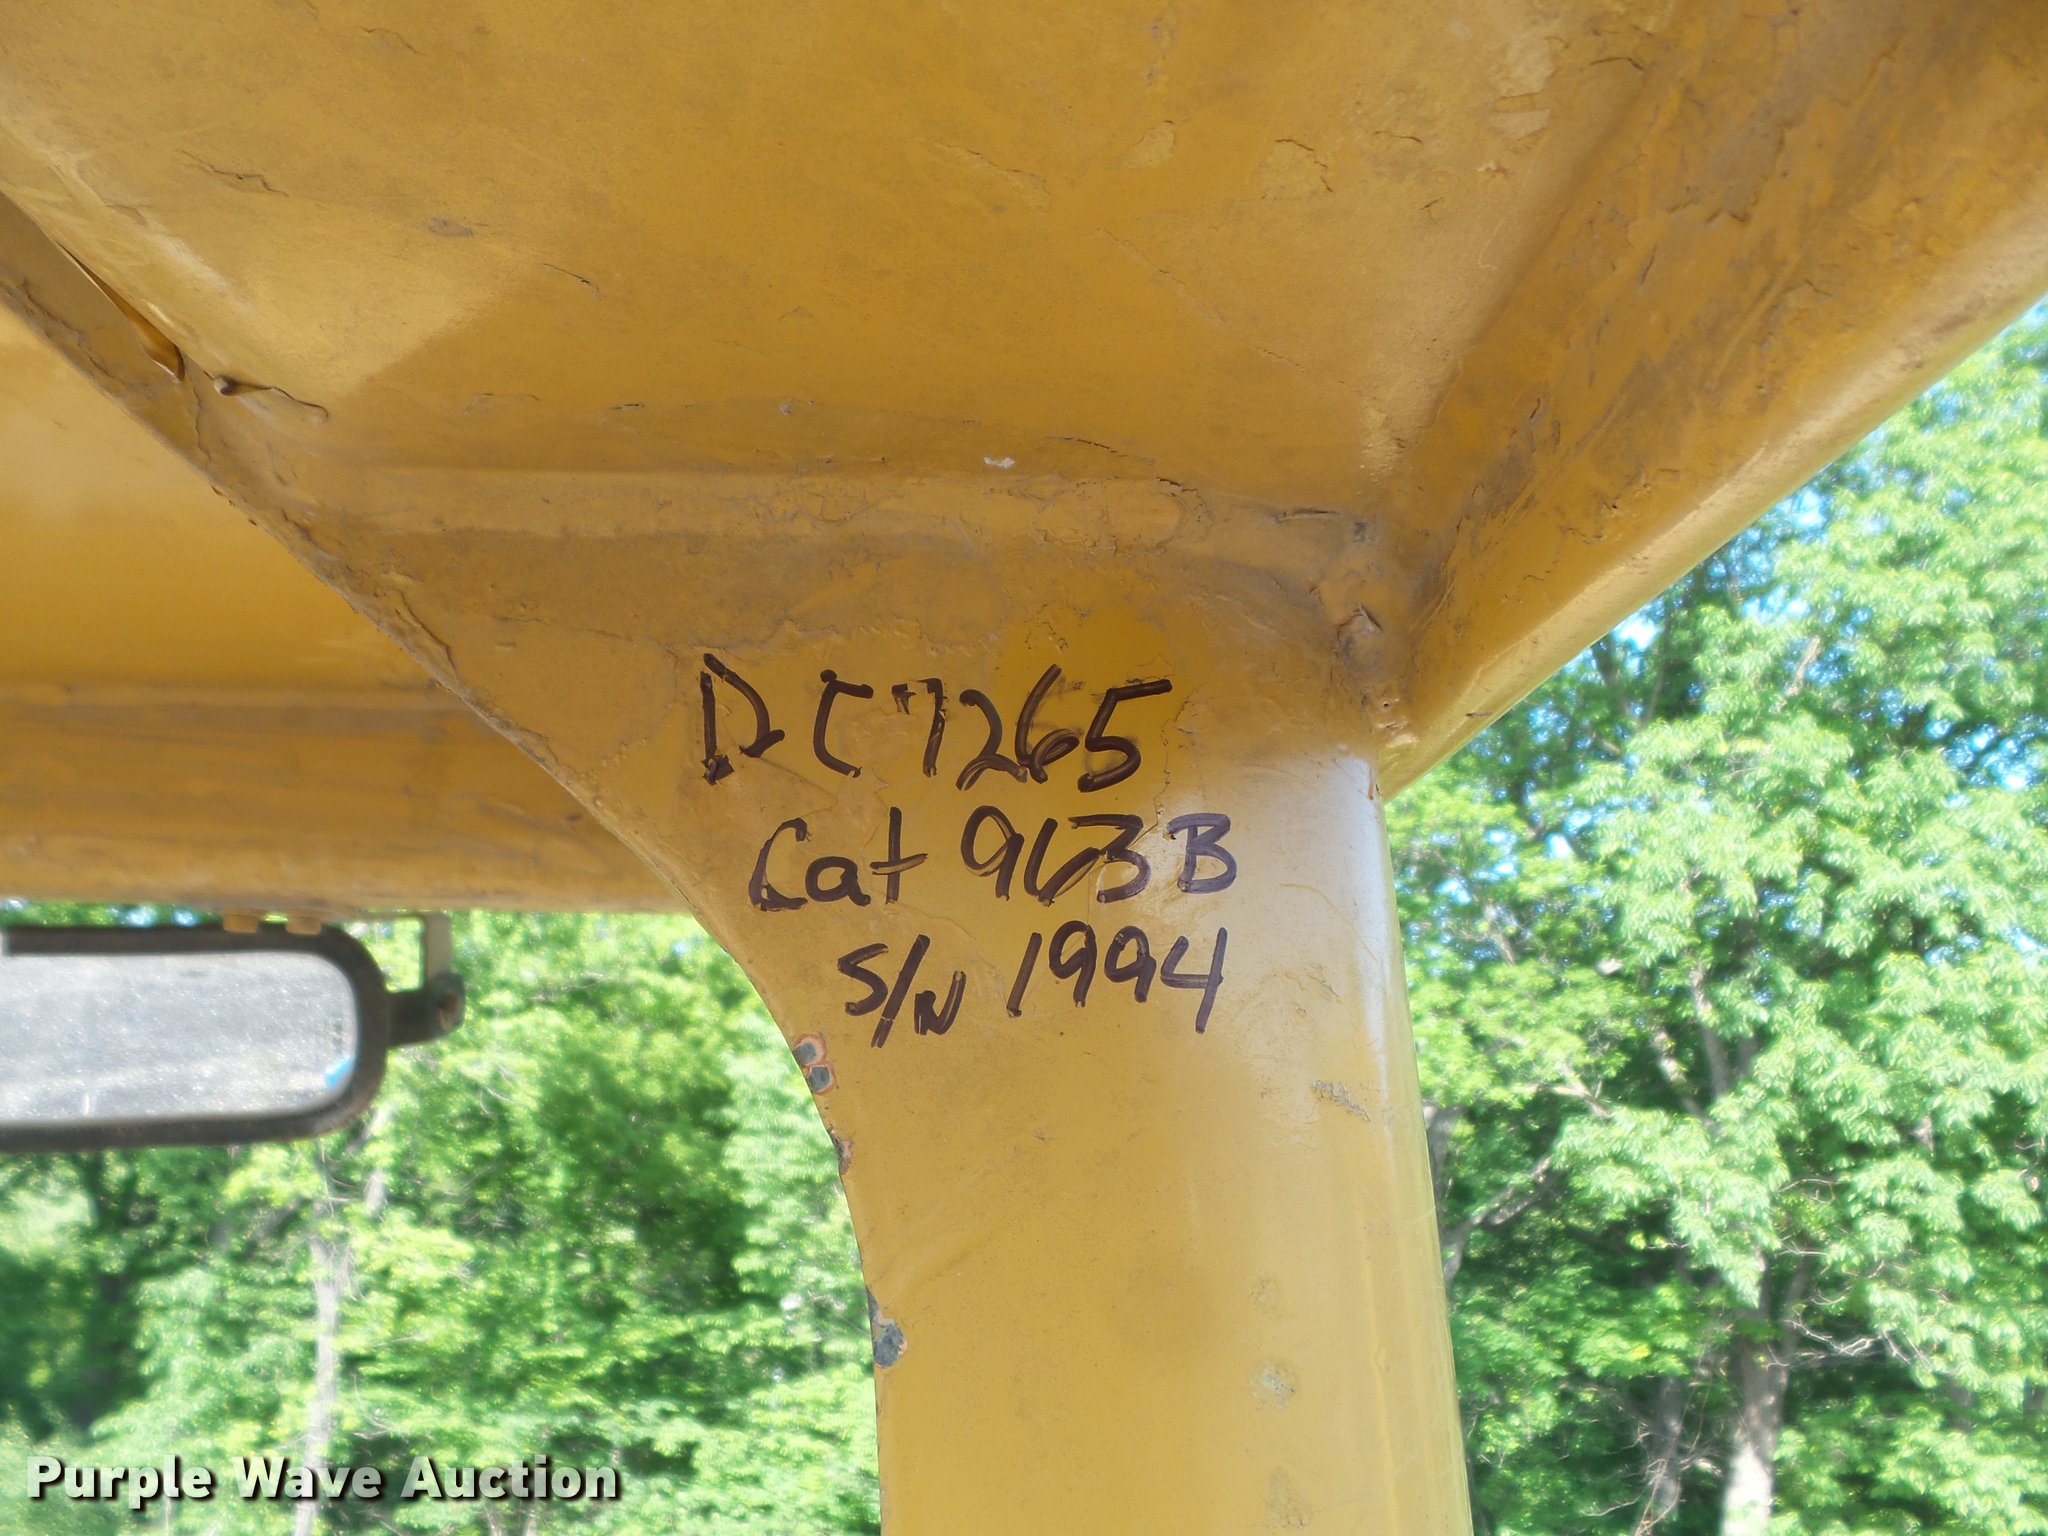 DC7265
Cat 963B
S/N 1994
Purple Wave Auction